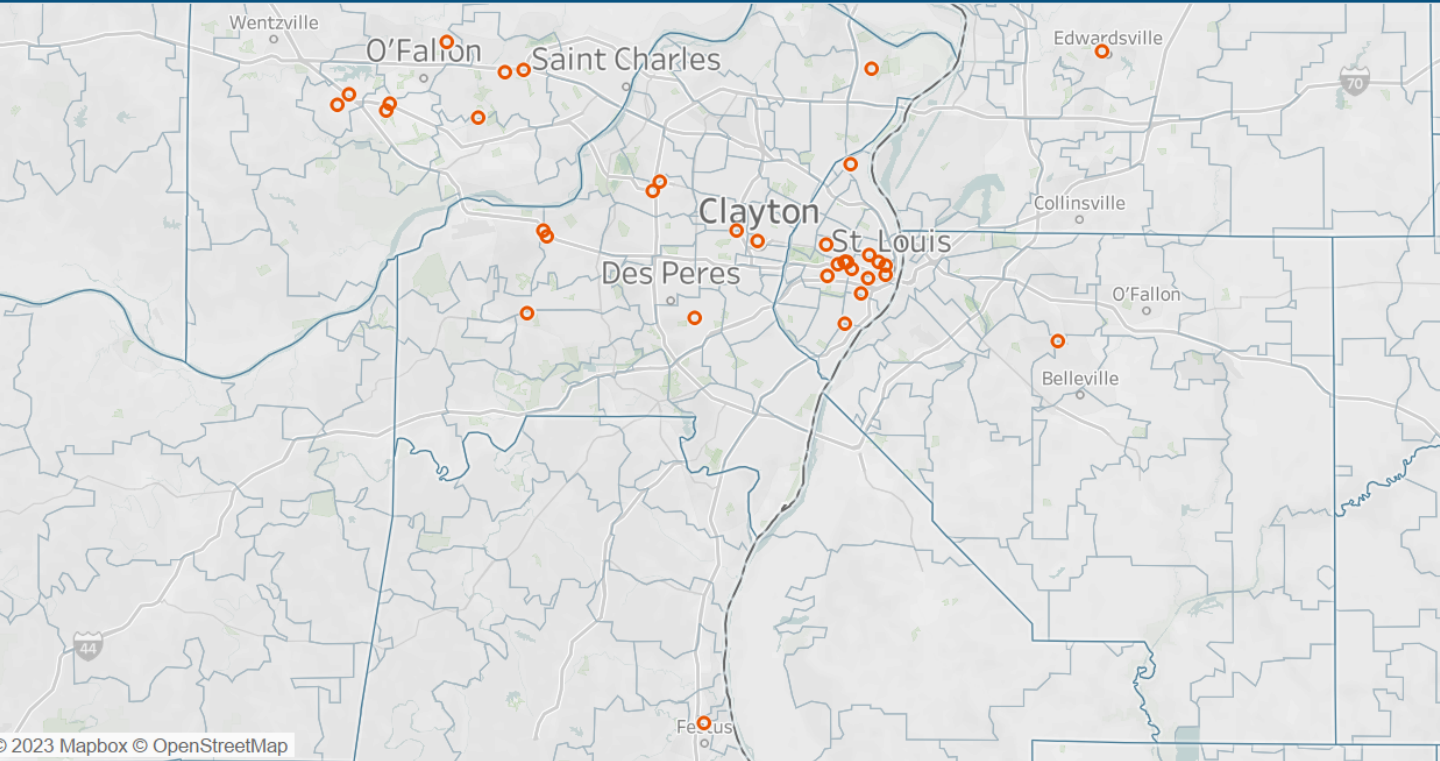 Wentzville
O'Fallon
Saint Charles
Edwardsville
70
Clayton
Collinsville
St. Louis
Des Peres
O'Fallon
Belleville
44
Festus
© 2023 Mapbox © OpenStreetMap